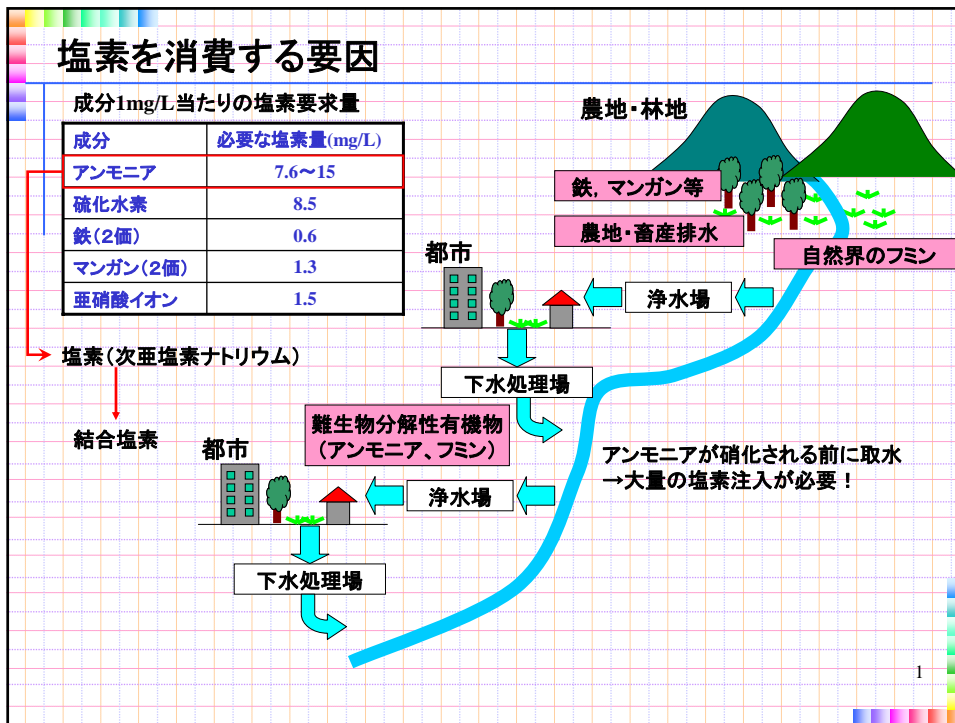 塩素を消費する要因
成分1mg/L当たりの塩素要求量
成分 必要な塩素量(mg/L)
アンモニア 7.6～15
硫化水素 8.5
鉄（２価） 0.6
マンガン（２価） 1.3
亜硝酸イオン 1.5
塩素（次亜塩素ナトリウム）
結合塩素
農地・林地
鉄，マンガン等
農地・畜産排水
自然界のフミン
都市
浄水場
下水処理場
難生物分解性有機物
（アンモニア、フミン）
アンモニアが硝化される前に取水
→大量の塩素注入が必要！
都市
浄水場
下水処理場
1